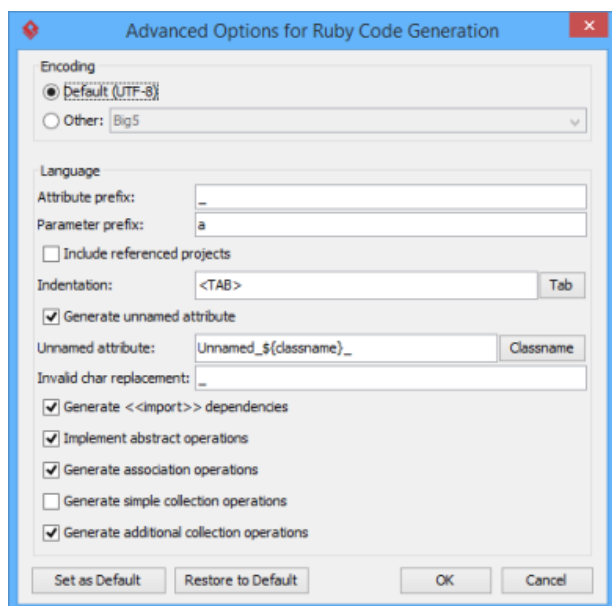 Advanced Options for Ruby Code Generation
Encoding
Default (UTF-8)
Other: Big5
Language
Attribute prefix: _
Parameter prefix: a
Include referenced projects
Indentation: <TAB> Tab
Generate unnamed attribute
Unnamed attribute: Unnamed_${classname}_ Classname
Invalid char replacement: _
Generate <<import>> dependencies
Implement abstract operations
Generate association operations
Generate simple collection operations
Generate additional collection operations
Set as Default Restore to Default OK Cancel